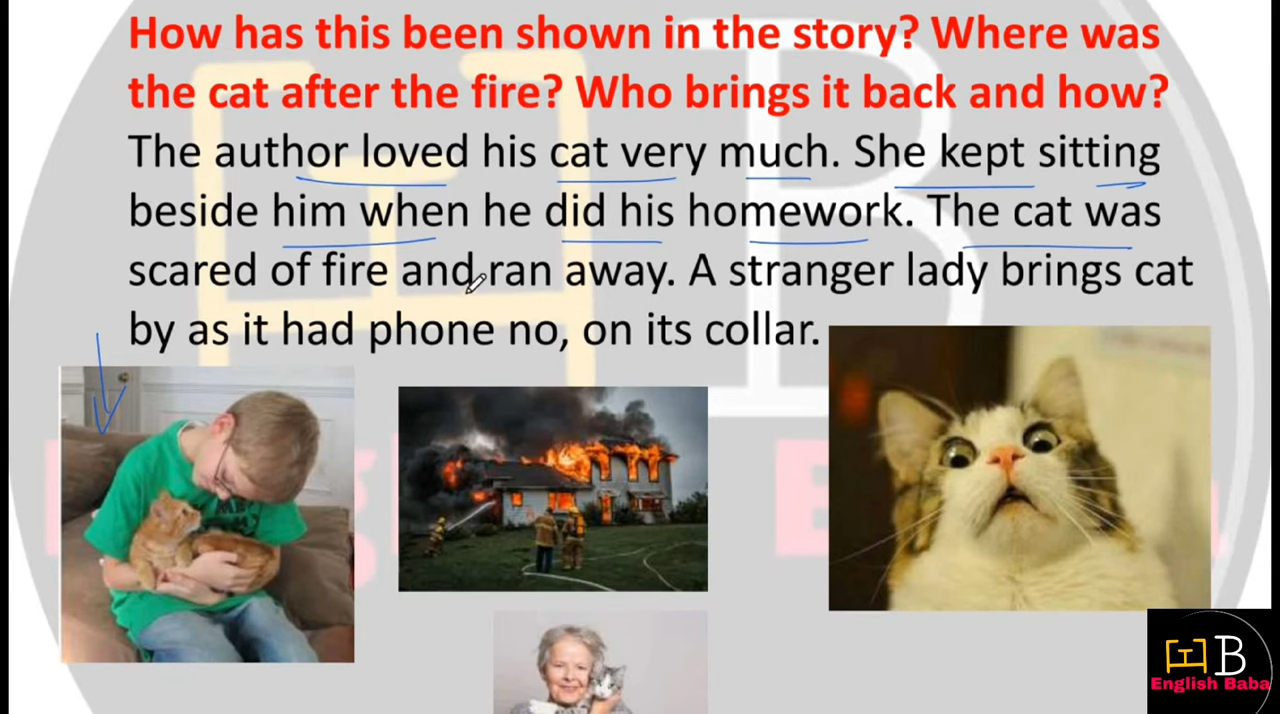 How has this been shown in the story? Where was
the cat after the fire? Who brings it back and how?
The author loved his cat very much. She kept sitting
beside him when he did his homework. The cat was
scared of fire and ran away. A stranger lady brings cat
by as it had phone no, on its collar.
B
English Baba